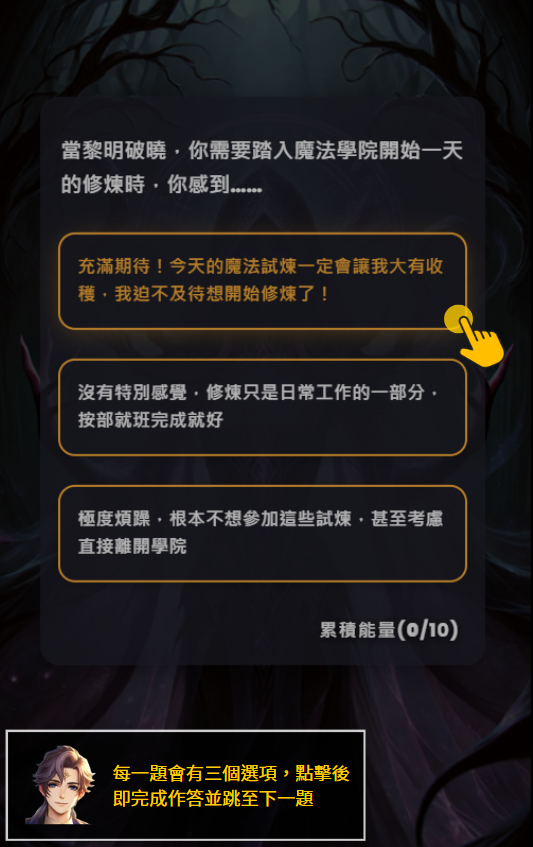 當黎明破曉，你需要踏入魔法學院開始一天
的修煉時，你感到......
充滿期待！今天的魔法試煉一定會讓我大有收
穫，我迫不及待想開始修煉了！
沒有特別感覺，修煉只是日常工作的一部分，
按部就班完成就好
極度煩躁，根本不想參加這些試煉，甚至考慮
直接離開學院
累積能量(0/10)
每一題會有三個選項，點擊後
即完成作答並跳至下一題